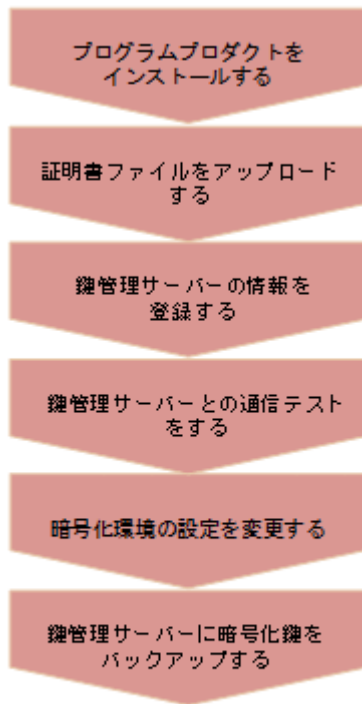 プログラムプロダクトを
インストールする
証明書ファイルをアップロード
する
鍵管理サーバーの情報を
登録する
鍵管理サーバーとの通信テスト
をする
暗号化環境の設定を変更する
鍵管理サーバーに暗号化鍵を
バックアップする